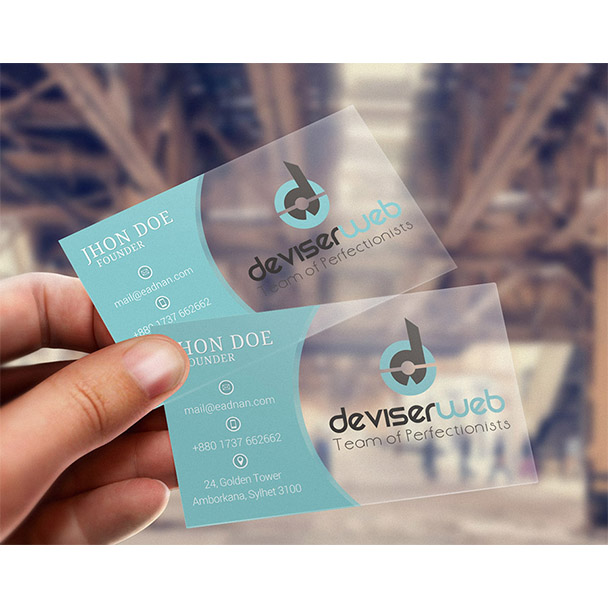 JHON DOE
FOUNDER
mail@eadnan.com
+880 1737 662662
deviserweb
Team of Perfectionists
JHON DOE
FOUNDER
mail@eadnan.com
+880 1737 662662
24, Golden Tower
Amborkana, Sylhet 3100
deviserweb
Team of Perfectionists